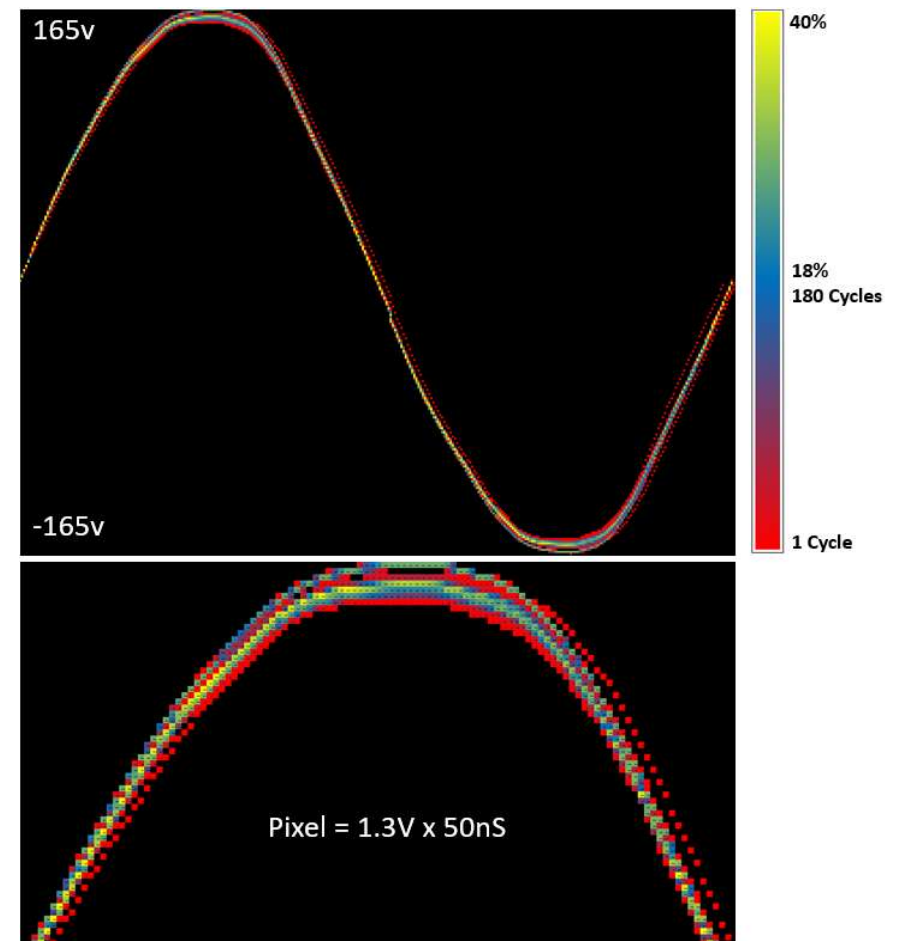 165v
40%
18%
180 Cycles
-165v
1 Cycle
Pixel = 1.3V x 50nS